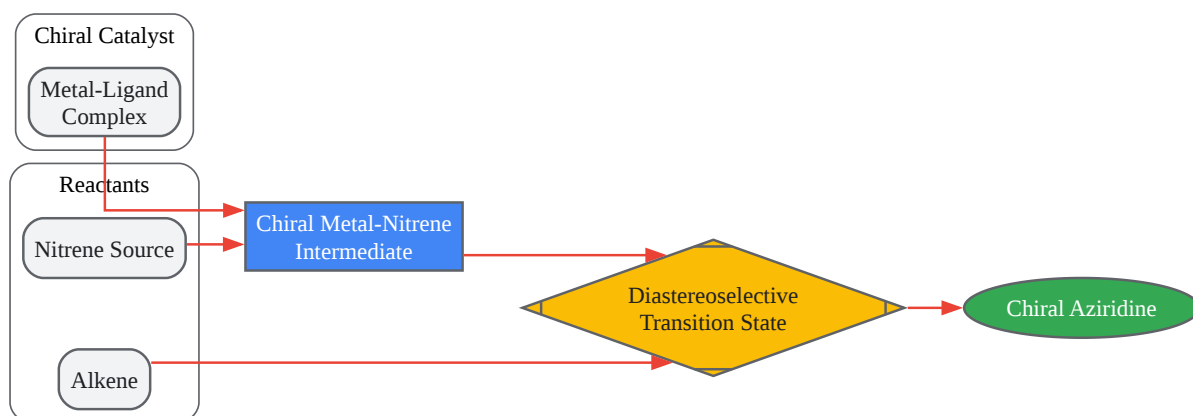 Chiral Catalyst
Metal-Ligand
Complex
Reactants
Nitrene Source
Alkene
Chiral Metal-Nitrene
Intermediate
Diastereoselective
Transition State
Chiral Aziridine